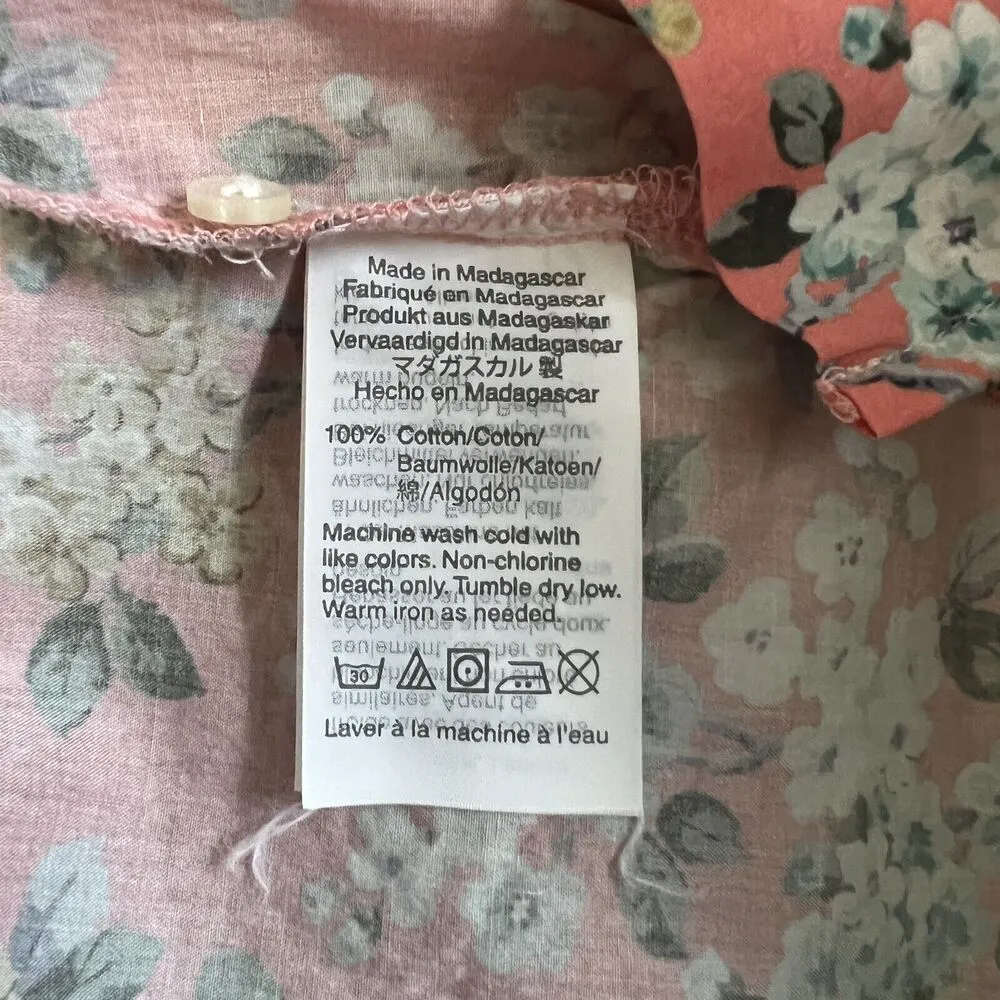 Made in Madagascar
Fabriqué en Madagascar
Produkt aus Madagaskar
Vervaardigd in Madagascar
マダガスカル 製
Hecho en Madagascar
100% Cotton/Coton/
Baumwolle/Katoen/
綿/Algodón
Machine wash cold with
like colors. Non-chlorine
bleach only. Tumble dry low.
Warm iron as needed.
30
Laver à la machine à l'eau